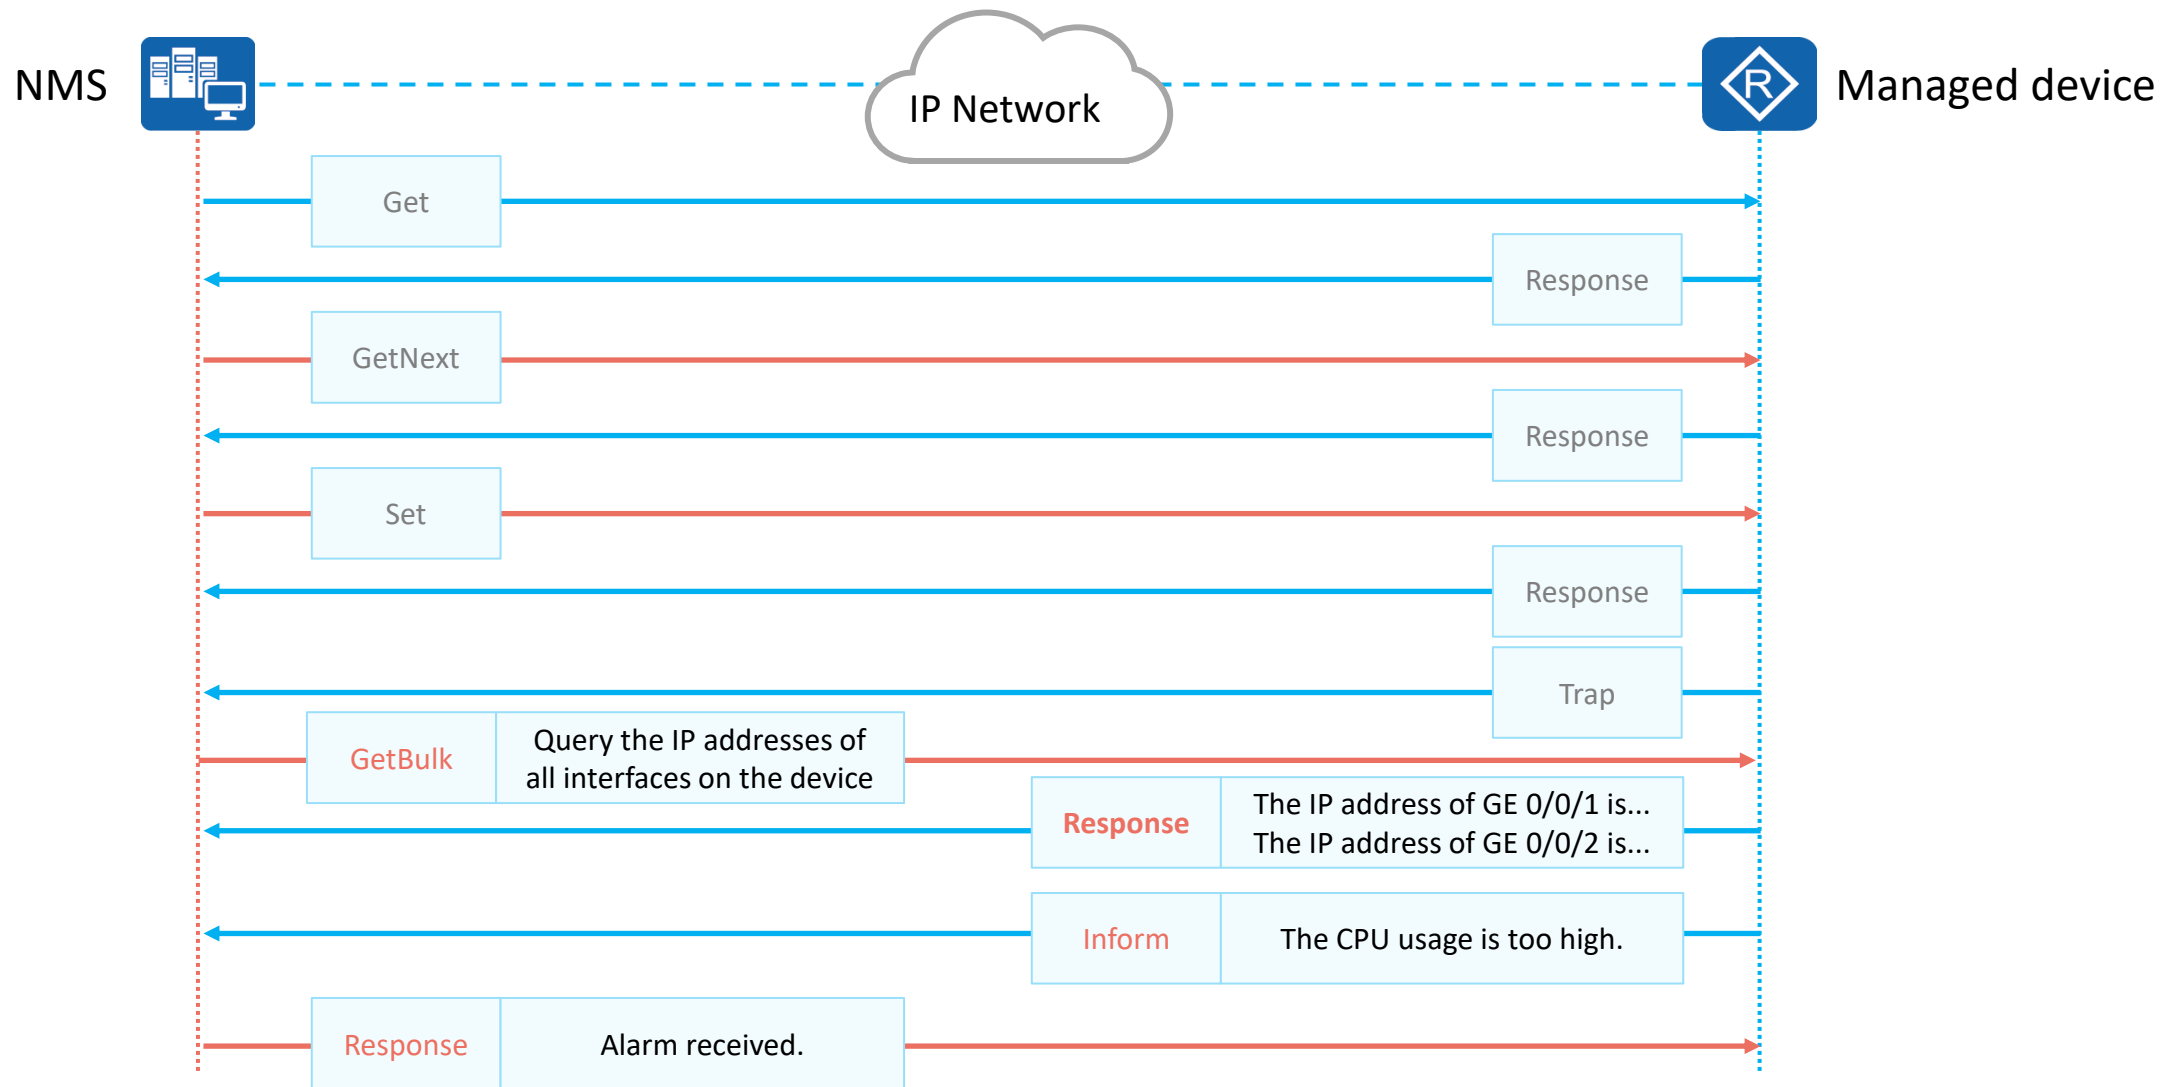 NMS
IP Network
R
Managed device
Get
Response
GetNext
Response
Set
Response
Trap
GetBulk
Query the IP addresses of
all interfaces on the device
Response
The IP address of GE 0/0/1 is...
The IP address of GE 0/0/2 is...
Inform
The CPU usage is too high.
Response
Alarm received.